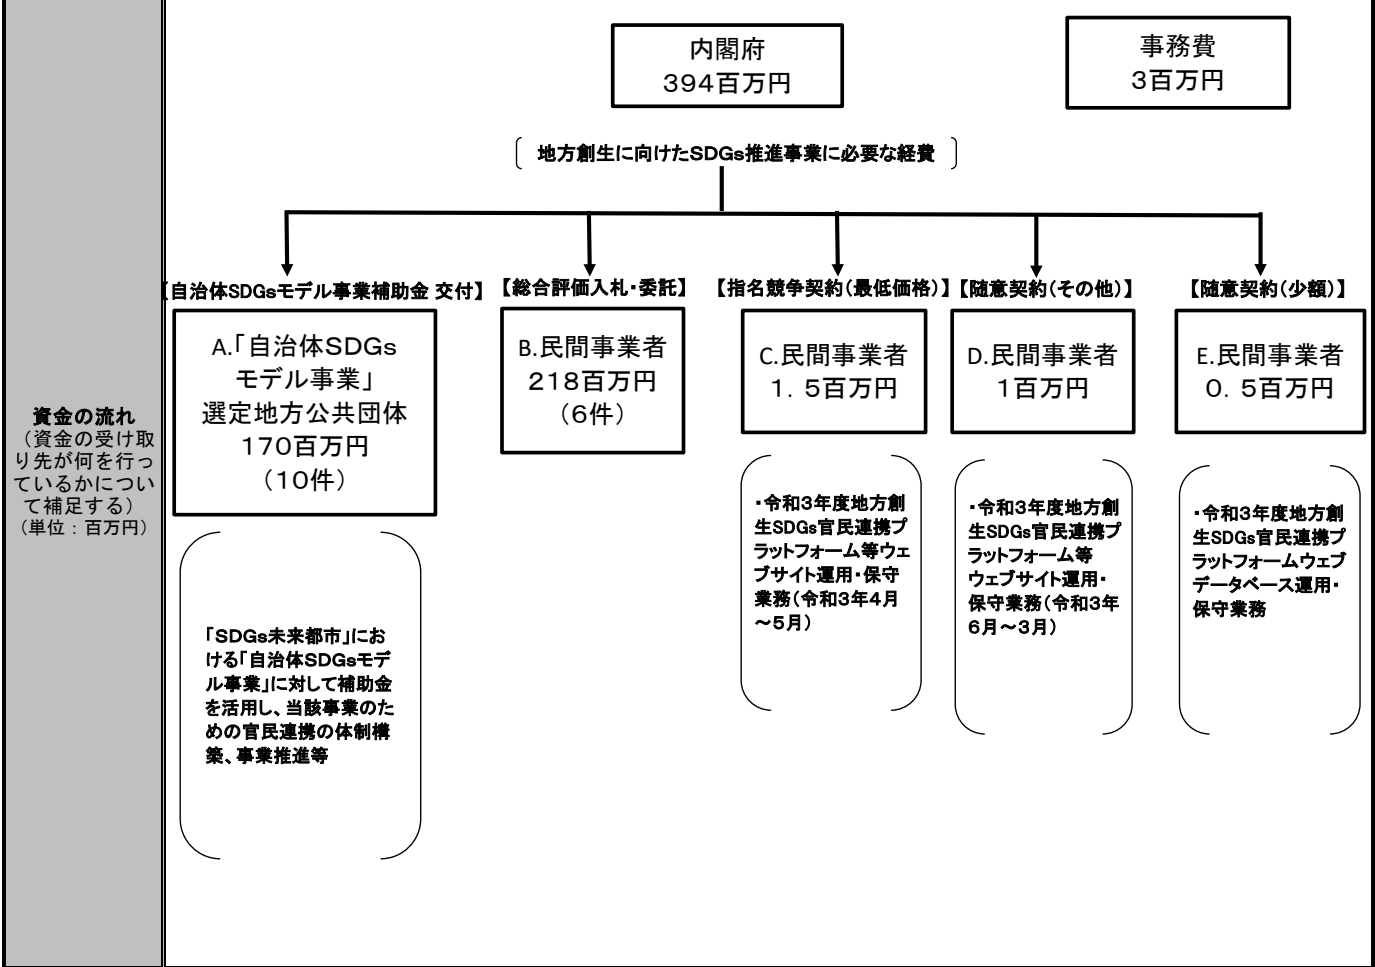 資金の流れ
（資金の受け取
り先が何を行っ
ているかについ
て補足する）
（単位：百万円）
内閣府
394百万円
事務費
3百万円
地方創生に向けたSDGs推進事業に必要な経費
【自治体SDGsモデル事業補助金 交付】
A.「自治体SDGs
モデル事業」
選定地方公共団体
170百万円
（10件）
「SDGs未来都市」にお
ける「自治体SDGsモデ
ル事業」に対して補助金
を活用し、当該事業のた
めの官民連携の体制構
築、事業推進等
【総合評価入札・委託】
B.民間事業者
218百万円
（6件）
【指名競争契約（最低価格）】
C.民間事業者
1．5百万円
・令和3年度地方創
生SDGs官民連携プ
ラットフォーム等ウェ
ブサイト運用・保守
業務（令和3年4月
～5月）
【随意契約（その他）】
D.民間事業者
1百万円
・令和3年度地方創
生SDGs官民連携プ
ラットフォーム等
ウェブサイト運用・
保守業務（令和3年
6月～3月）
【随意契約（少額）】
E.民間事業者
0．5百万円
・令和3年度地方創
生SDGs官民連携プ
ラットフォームウェブ
データベース運用・
保守業務